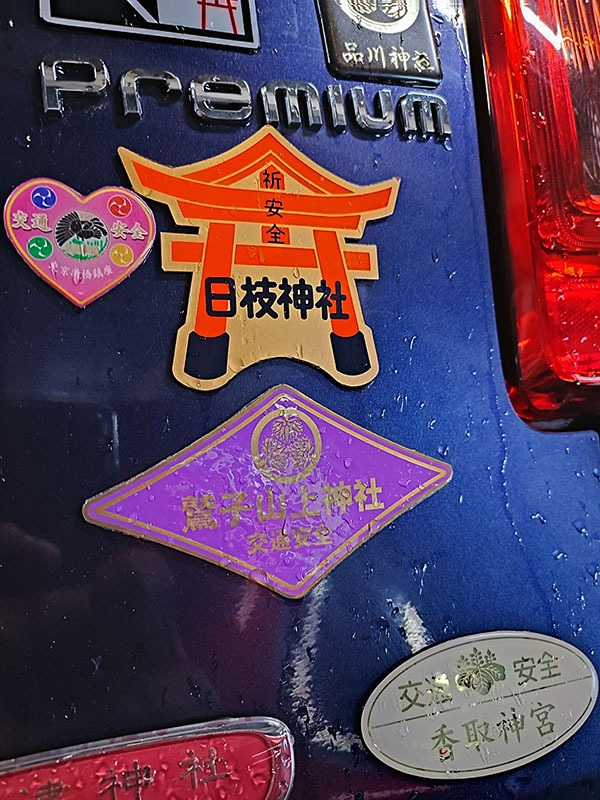 品川神社
Premium
祈
安
全
日枝神社
交通 安全
鷲子山上神社
交通安全
交通 安全
香取神宮
津神社